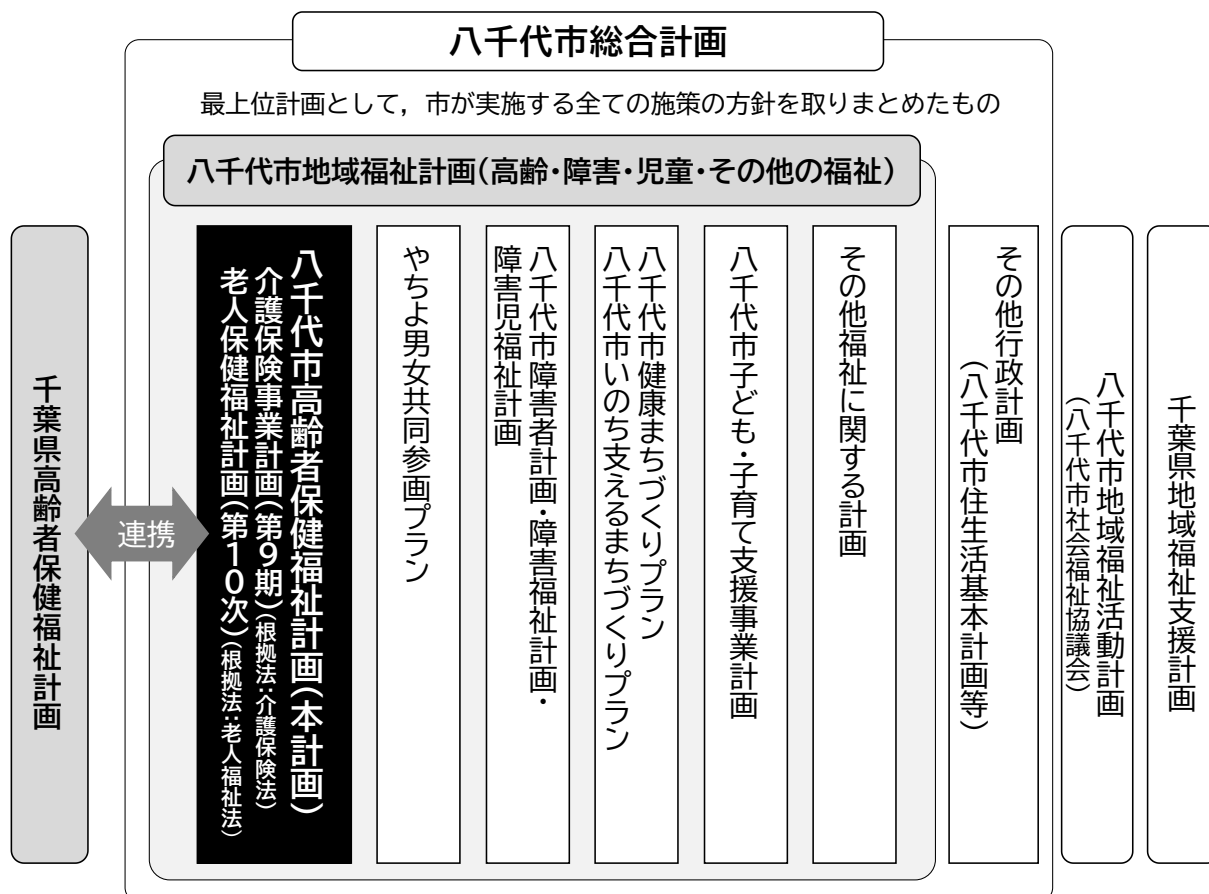 八千代市総合計画
最上位計画として，市が実施する全ての施策の方針を取りまとめたもの
八千代市地域福祉計画（高齢・障害・児童・その他の福祉）
千葉県高齢者保健福祉計画
連携
八千代市高齢者保健福祉計画（本計画）
介護保険事業計画（第９期）（根拠法：介護保険法）
老人保健福祉計画（第１０次）（根拠法：老人福祉法）
やちよ男女共同参画プラン
八千代市障害者計画・障害福祉計画・
障害児福祉計画
八千代市健康まちづくりプラン
八千代市いのち支えるまちづくりプラン
八千代市子ども・子育て支援事業計画
その他福祉に関する計画
その他行政計画
（八千代市住生活基本計画等）
八千代市地域福祉活動計画
（八千代市社会福祉協議会）
千葉県地域福祉支援計画